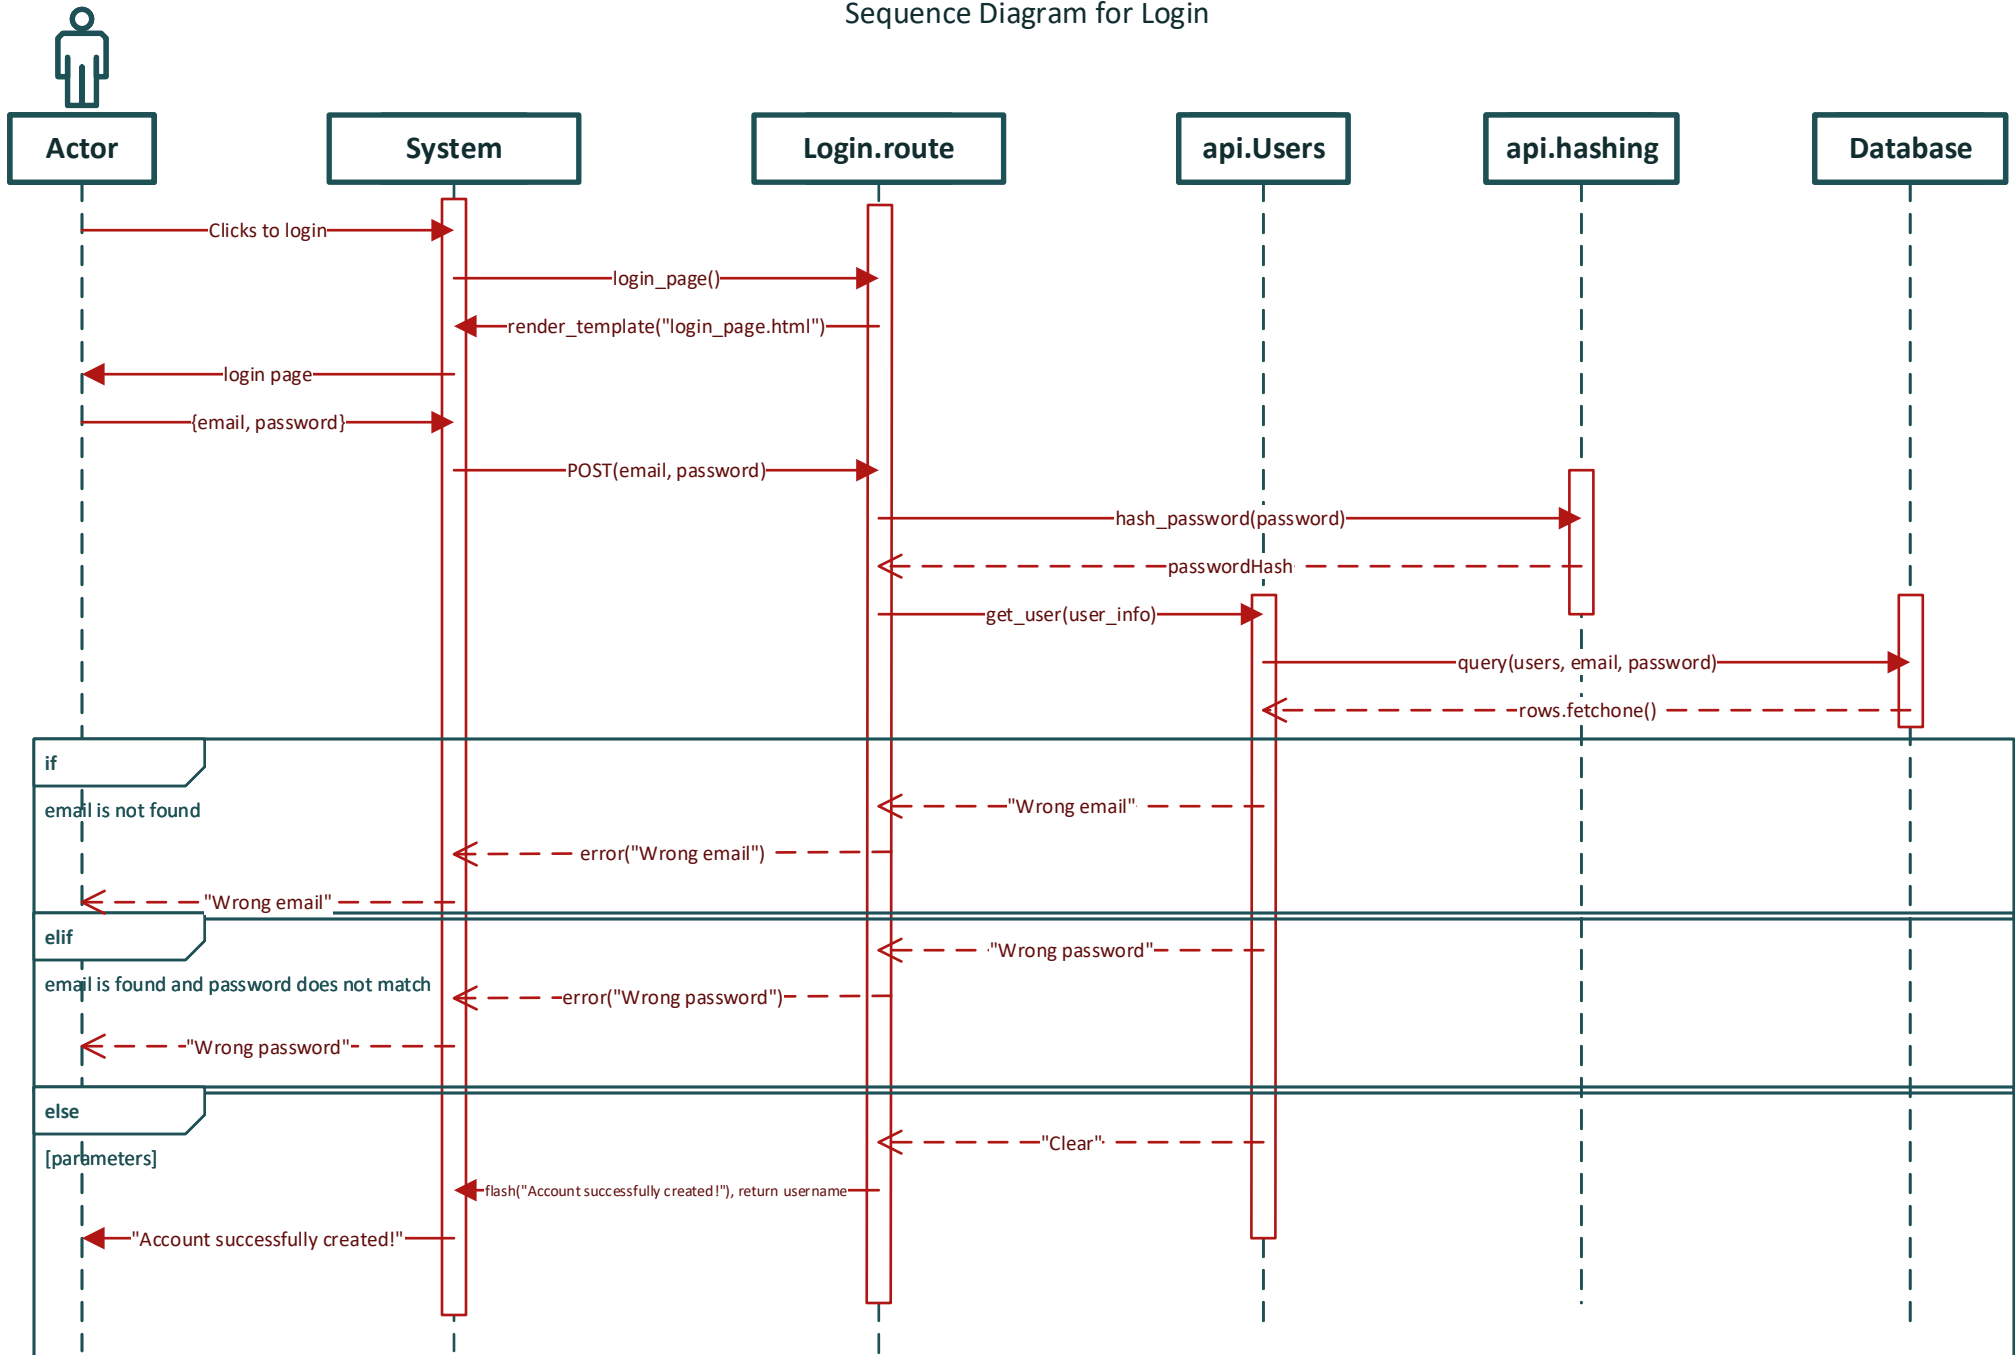 Sequence Diagram for Login
Actor
System
Login.route
api.Users
api.hashing
Database
Clicks to login
login_page()
render_template("login_page.html")
login page
{email, password}
POST(email, password)
hash_password(password)
passwordHash
get_user(user_info)
query(users, email, password)
rows.fetchone()
if
email is not found
"Wrong email"
error("Wrong email")
"Wrong email"
elif
"Wrong password"
email is found and password does not match
error("Wrong password")
"Wrong password"
else
"Clear"
[parameters]
flash("Account successfully created!"), return username
"Account successfully created!"